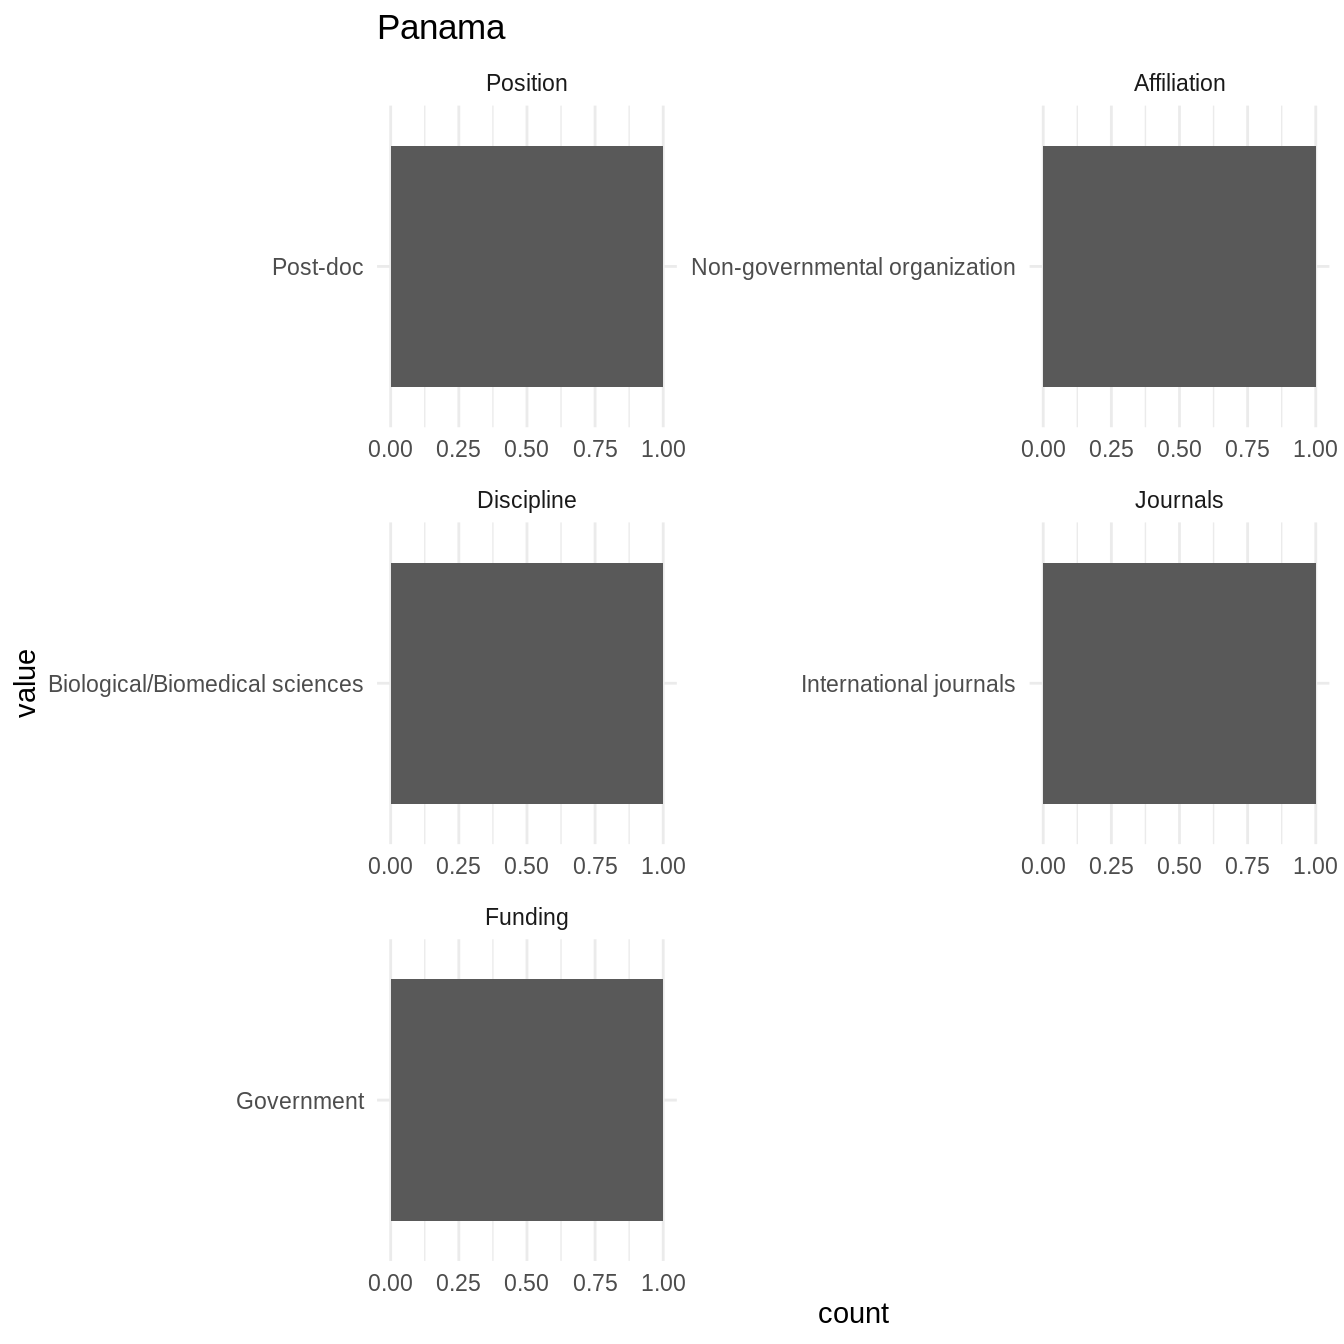 Panama
Position
Affiliation
Post-doc
Non-governmental organization
0.00 0.25 0.50 0.75 1.00
0.00 0.25 0.50 0.75 1.00
Discipline
Journals
value
Biological/Biomedical sciences
International journals
0.00 0.25 0.50 0.75 1.00
0.00 0.25 0.50 0.75 1.00
Funding
Government
0.00 0.25 0.50 0.75 1.00
count